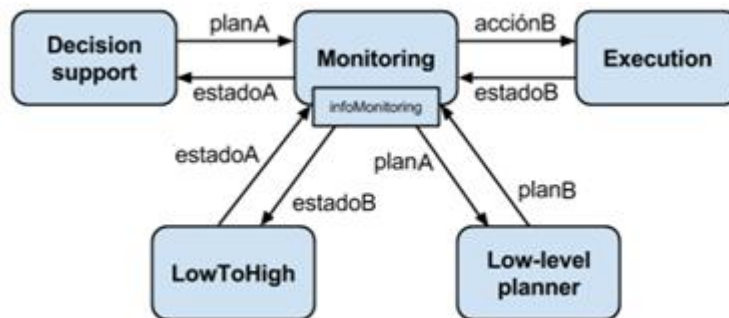 planA
acciónB
Decision
support
Monitoring
Execution
estadoA
estadoB
infoMonitoring
estadoA
planA
planB
estadoB
LowToHigh
Low-level
planner